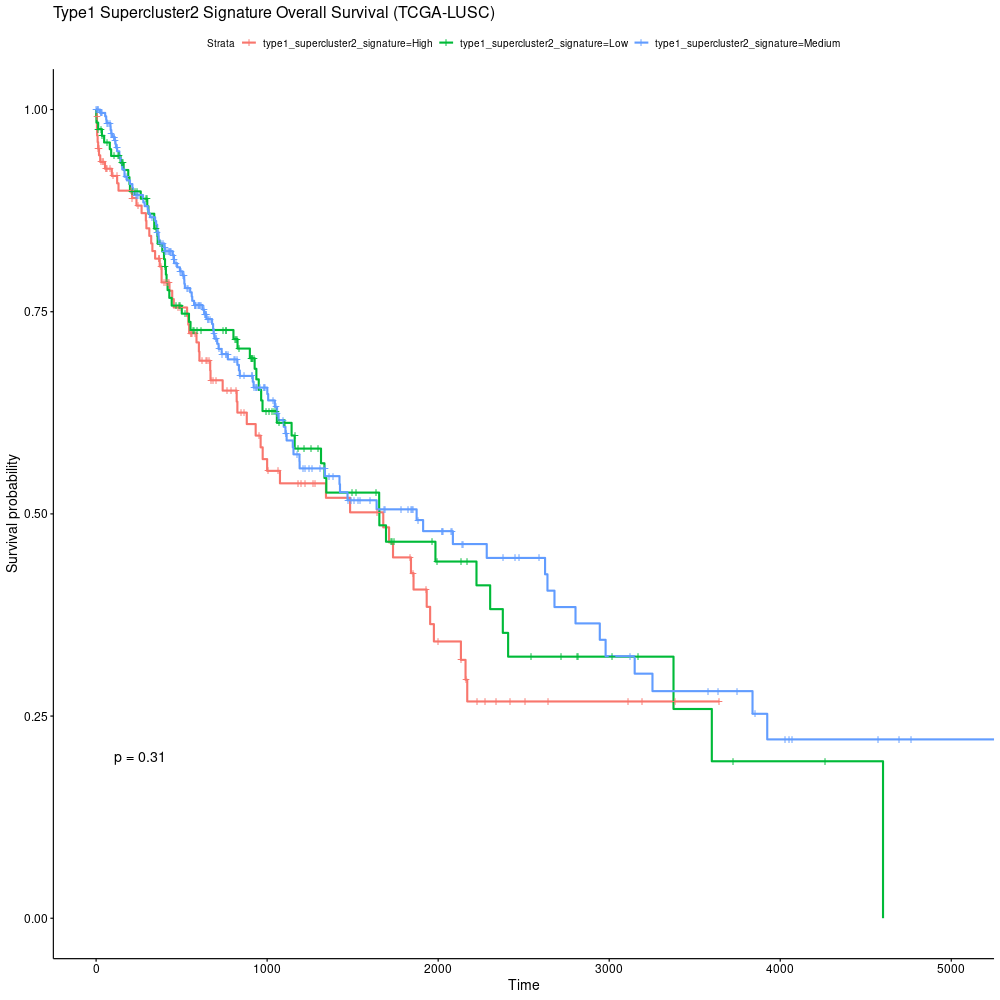 Type1 Supercluster2 Signature Overall Survival (TCGA-LUSC)
Strata type1_supercluster2_signature=High type1_supercluster2_signature=Low type1_supercluster2_signature=Medium
1.00
0.75
0.50
0.25
0.00
Survival probability
p = 0.31
0 1000 2000 3000 4000 5000
Time